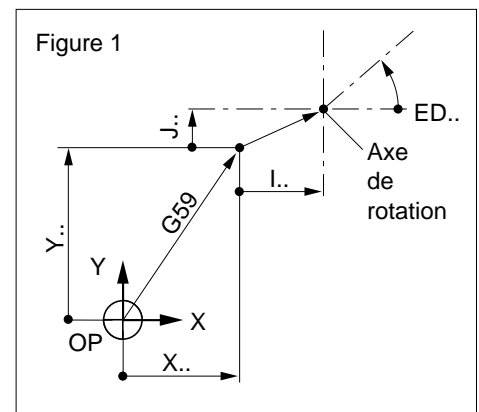 Figure 1
J..
ED..
Axe
de
rotation
I..
G59
Y..
Y
X
OP
X..